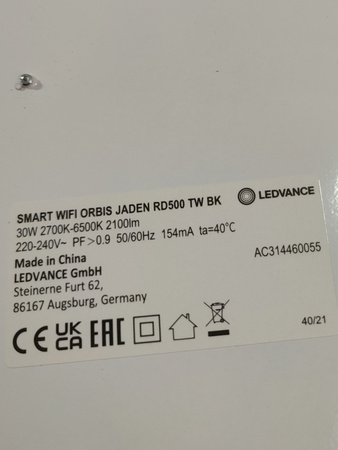 SMART WIFI ORBIS JADEN RD500 TW BK
LEDVANCE
30W 2700K-6500K 2100lm
220-240V~ PF>0.9 50/60Hz 154mA ta=40°C
Made in China
AC314460055
LEDVANCE GmbH
Steinerne Furt 62,
86167 Augsburg, Germany
CE UK CA EAC
40/21